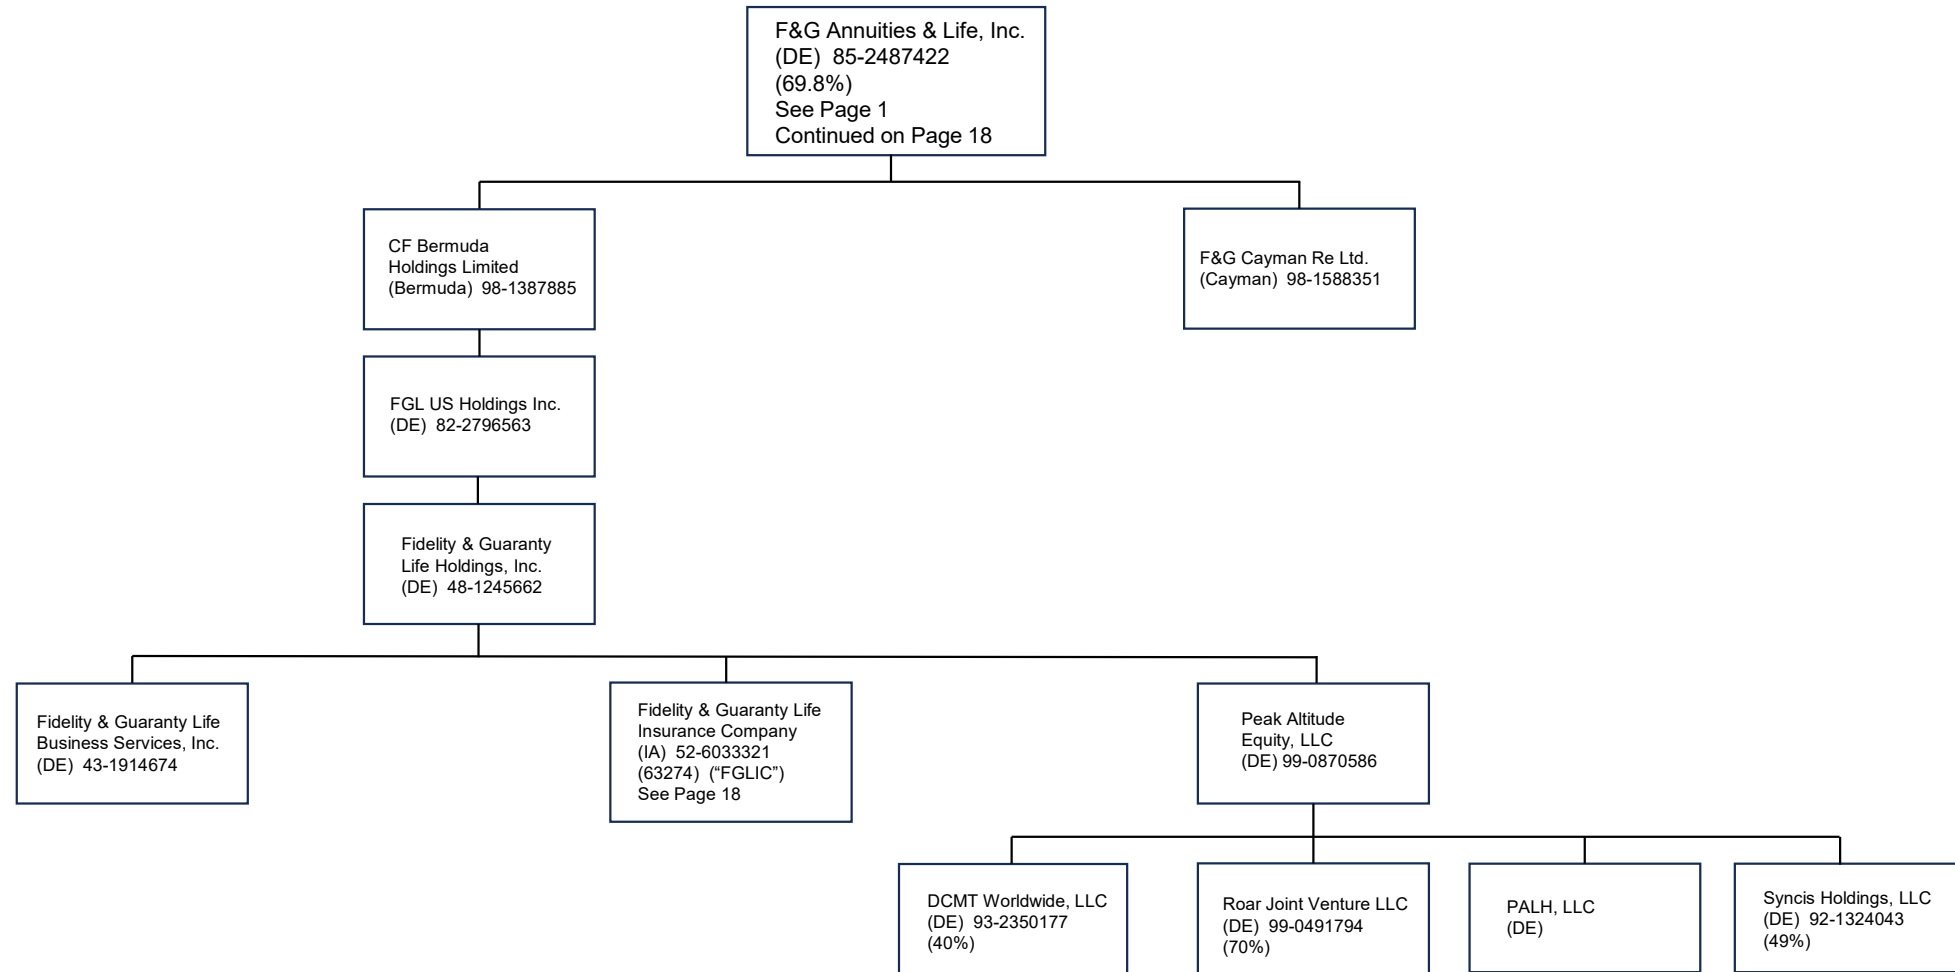 F&G Annuities & Life, Inc.
(DE) 85-2487422
(69.8%)
See Page 1
Continued on Page 18
CF Bermuda
Holdings Limited
(Bermuda) 98-1387885
F&G Cayman Re Ltd.
(Cayman) 98-1588351
FGL US Holdings Inc.
(DE) 82-2796563
Fidelity & Guaranty
Life Holdings, Inc.
(DE) 48-1245662
Fidelity & Guaranty Life
Business Services, Inc.
(DE) 43-1914674
Fidelity & Guaranty Life
Insurance Company
(IA) 52-6033321
(63274) (“FGLIC”)
See Page 18
Peak Altitude
Equity, LLC
(DE) 99-0870586
DCMT Worldwide, LLC
(DE) 93-2350177
(40%)
Roar Joint Venture LLC
(DE) 99-0491794
(70%)
PALH, LLC
(DE)
Syncis Holdings, LLC
(DE) 92-1324043
(49%)